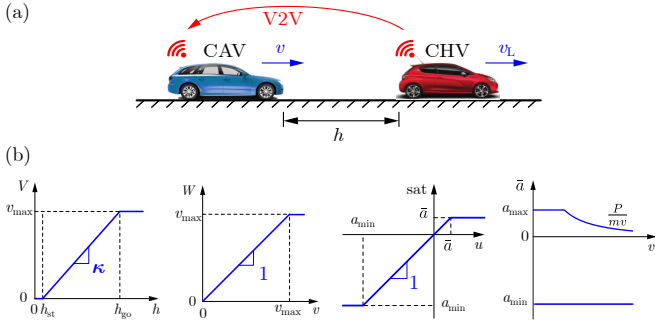 (a)
V2V
CAV
v
CHV
v_L
h
(b)
V
v_max
κ
0
0
h_st
h_go
h
W
v_max
1
0
v_max
v
sat
a_min
ā
ā
u
1
a_min
ā
a_max
P/mv
0
v
a_min